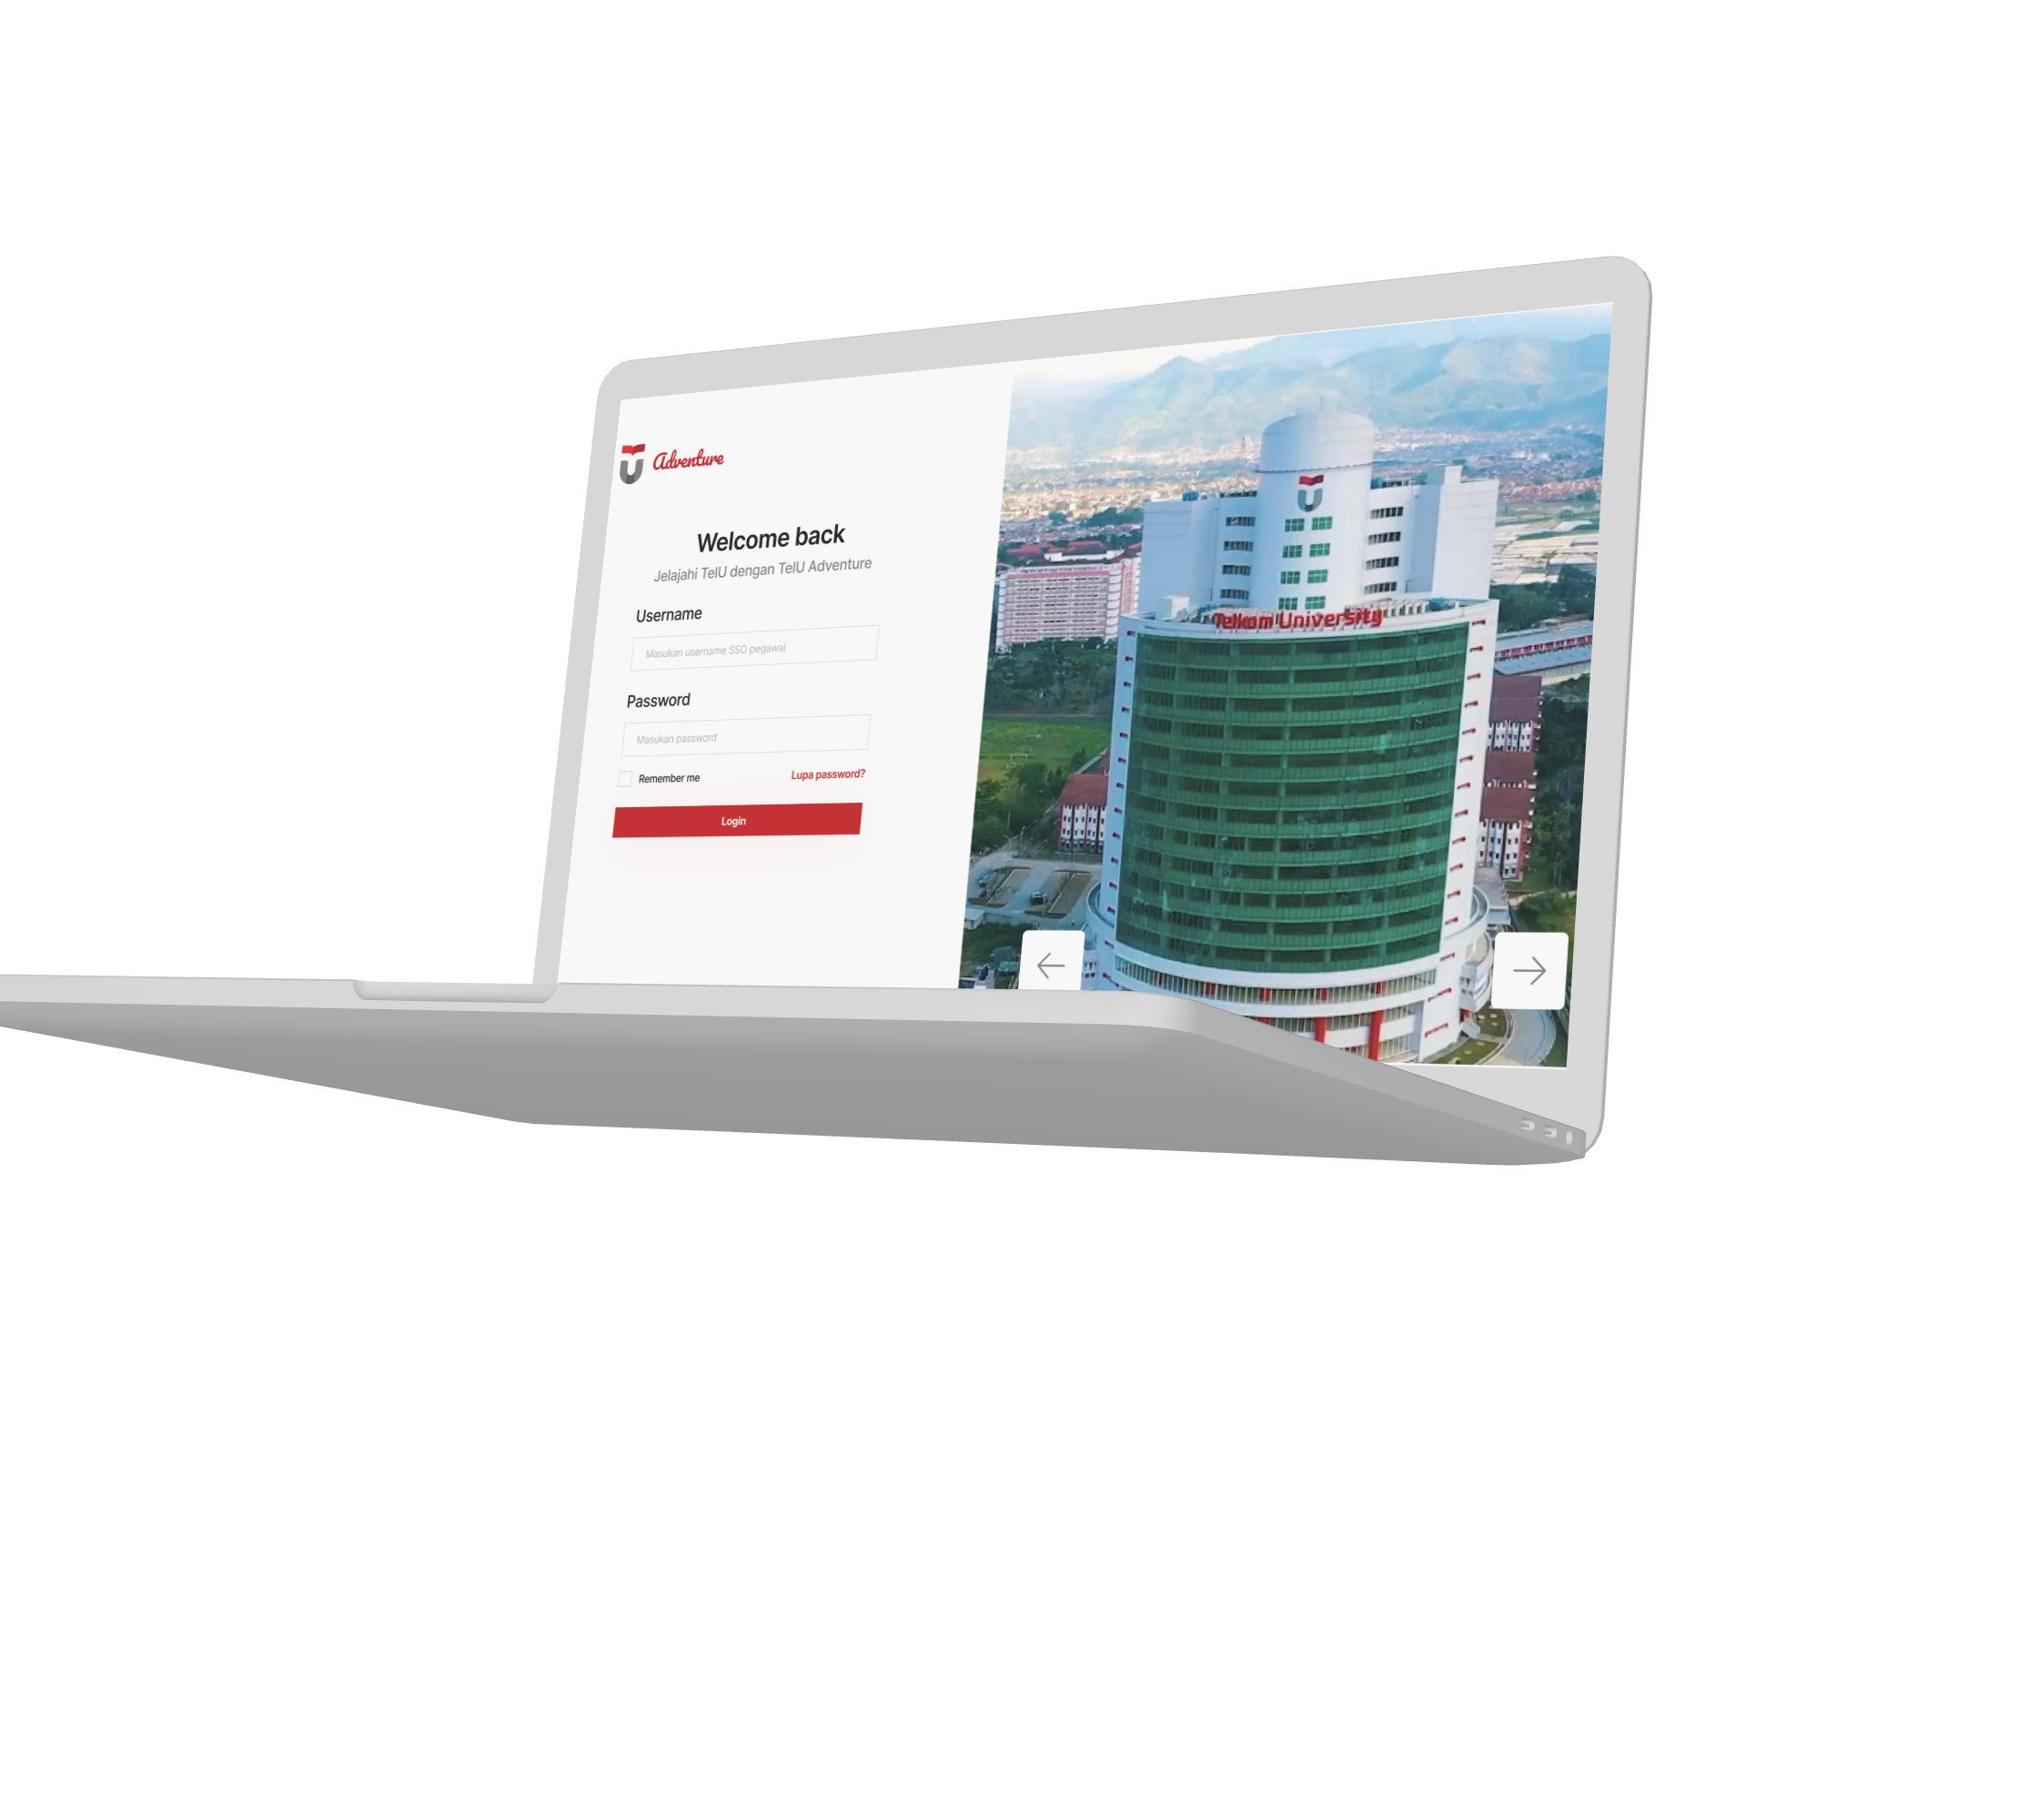 Adventure
Welcome back
Jelajahi TelU dengan TelU Adventure
Username
Masukan username SSO pegawai
Password
Masukan password
Remember me
Lupa password?
Login
Telkom University